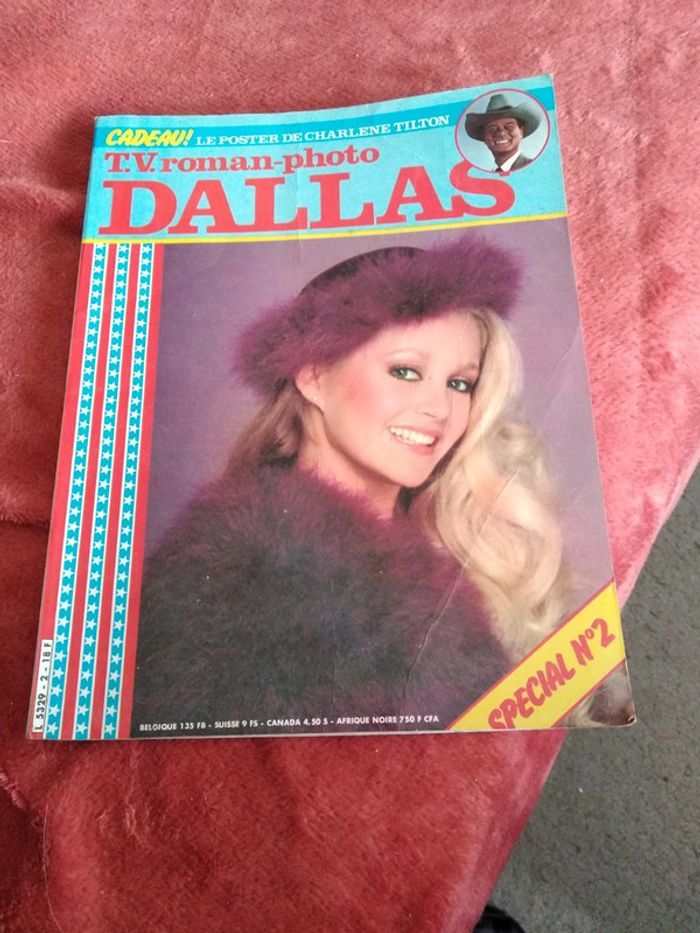 CADEAU! LE POSTER DE CHARLENE TILTON
T.V. roman-photo
DALLAS
L 5329 - 2 - 18 F
BELGIQUE 135 FB - SUISSE 9 FS - CANADA 4.50 $ - AFRIQUE NOIRE 750 F CFA
SPECIAL N°2